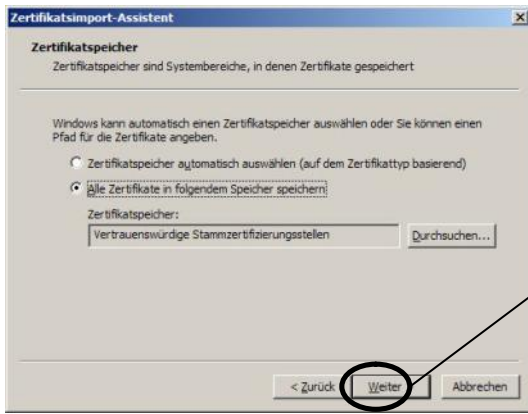 Zertifikatsimport-Assistent
Zertifikatspeicher
Zertifikatspeicher sind Systembereiche, in denen Zertifikate gespeichert
Windows kann automatisch einen Zertifikatspeicher auswählen oder Sie können einen
Pfad für die Zertifikate angeben.
Zertifikatspeicher automatisch auswählen (auf dem Zertifikattyp basierend)
Alle Zertifikate in folgendem Speicher speichern
Zertifikatspeicher:
Vertrauenswürdige Stammzertifizierungsstellen
Durchsuchen...
< Zurück Weiter Abbrechen